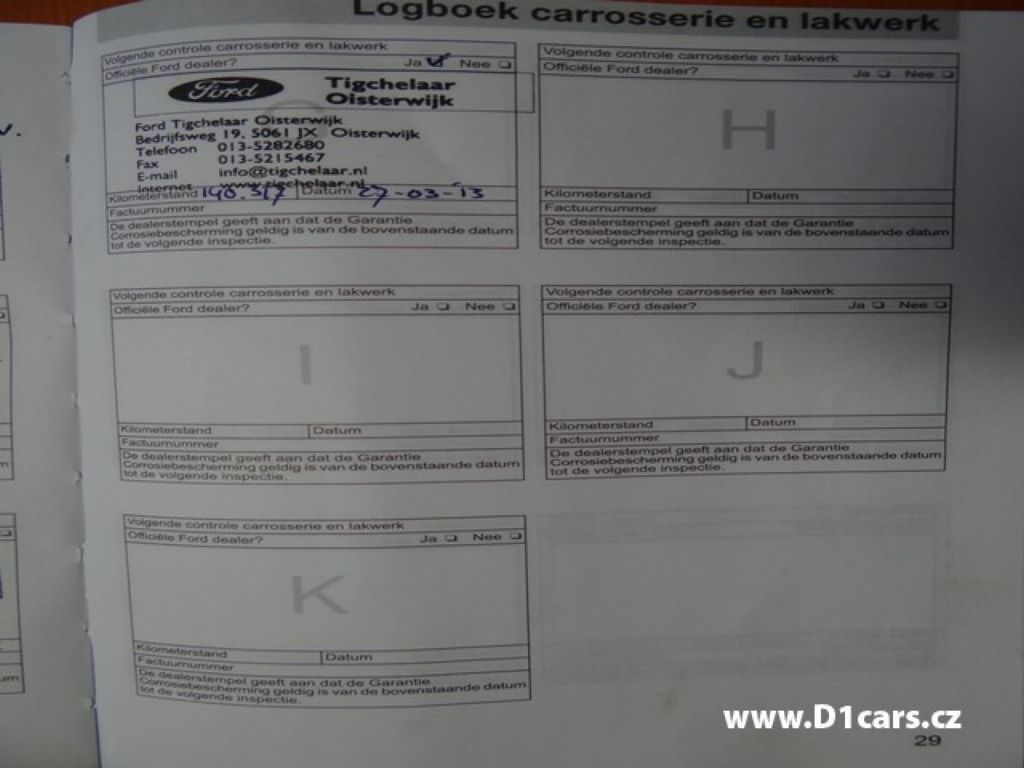 Logboek carrosserie en lakwerk
Volgende controle carrosserie en lakwerk
Officiële Ford dealer? Ja Nee
Ford Tigchelaar
Oisterwijk
Ford Tigchelaar Oisterwijk
Bedrijfsweg 19, 5061 JX Oisterwijk
Telefoon 013-5282680
Fax 013-5215467
E-mail info@tigchelaar.nl
Internet www.tigchelaar.nl
Kilometerstand 140.317 Datum 27-03-13
Factuurnummer
De dealerstempel geeft aan dat de Garantie
Corrosiebescherming geldig is van de bovenstaande datum
tot de volgende inspectie.
Volgende controle carrosserie en lakwerk
Officiële Ford dealer? Ja Nee
H
Kilometerstand Datum
Factuurnummer
De dealerstempel geeft aan dat de Garantie
Corrosiebescherming geldig is van de bovenstaande datum
tot de volgende inspectie.
Volgende controle carrosserie en lakwerk
Officiële Ford dealer? Ja Nee
I
Kilometerstand Datum
Factuurnummer
De dealerstempel geeft aan dat de Garantie
Corrosiebescherming geldig is van de bovenstaande datum
tot de volgende inspectie.
Volgende controle carrosserie en lakwerk
Officiële Ford dealer? Ja Nee
J
Kilometerstand Datum
Factuurnummer
De dealerstempel geeft aan dat de Garantie
Corrosiebescherming geldig is van de bovenstaande datum
tot de volgende inspectie.
Volgende controle carrosserie en lakwerk
Officiële Ford dealer? Ja Nee
K
Kilometerstand Datum
Factuurnummer
De dealerstempel geeft aan dat de Garantie
Corrosiebescherming geldig is van de bovenstaande datum
tot de volgende inspectie.
www.D1cars.cz
29